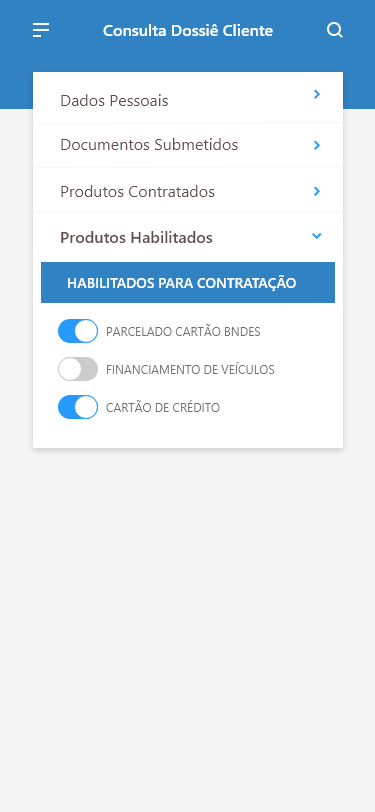 Consulta Dossiê Cliente
Dados Pessoais
Documentos Submetidos
Produtos Contratados
Produtos Habilitados
HABILITADOS PARA CONTRATAÇÃO
PARCELADO CARTÃO BNDES
FINANCIAMENTO DE VEÍCULOS
CARTÃO DE CRÉDITO